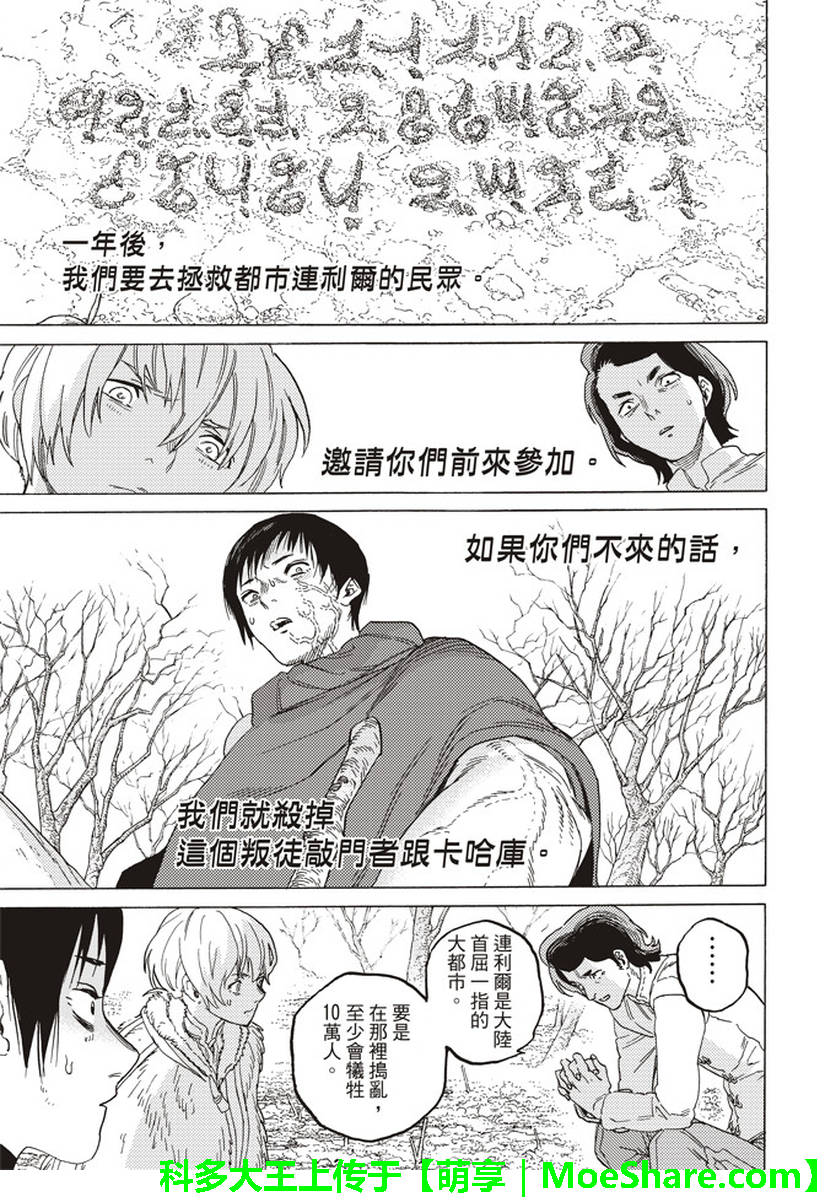 一年後，
我們要去拯救都市連利爾的民眾。
邀請你們前來參加。
如果你們不來的話，
我們就殺掉
這個叛徒敲門者跟卡哈庫。
……
連利爾是大陸
首屈一指的
大都市。
要是
在那裡搗亂，
至少會犧牲
10萬人。
科多大王上传于【萌享 | MoeShare.com】